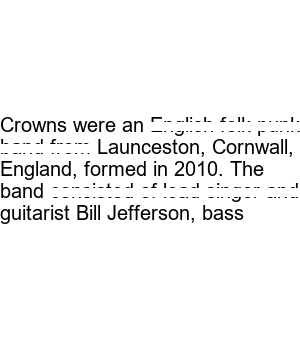 Crowns were an English folk punk
band from Launceston, Cornwall,
England, formed in 2010. The
band consisted of lead singer and
guitarist Bill Jefferson, bass